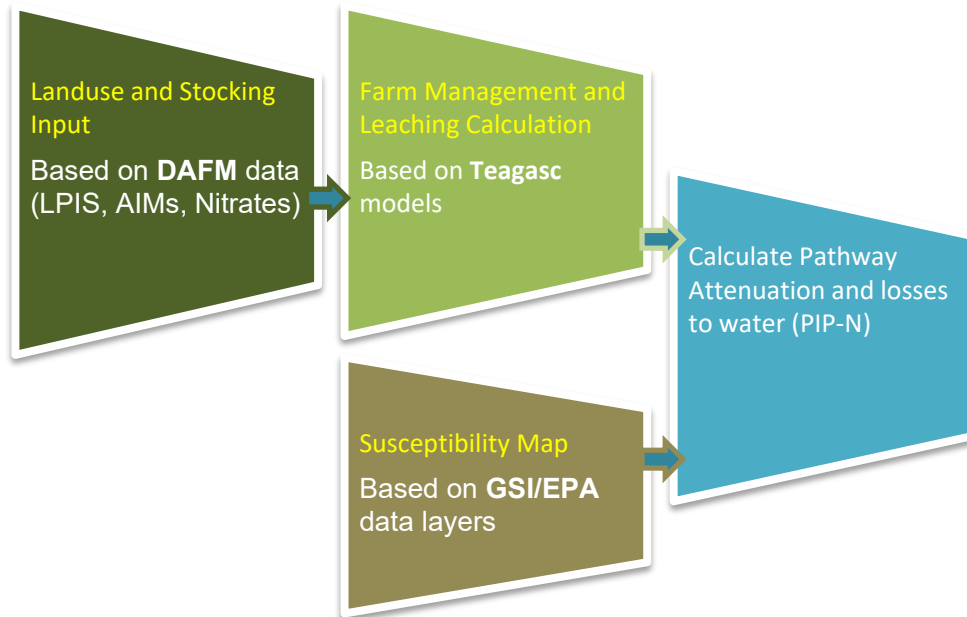 Landuse and Stocking
Input
Based on DAFM data
(LPIS, AIMs, Nitrates)
Farm Management and
Leaching Calculation
Based on Teagasc
models
Susceptibility Map
Based on GSI/EPA
data layers
Calculate Pathway
Attenuation and losses
to water (PIP-N)